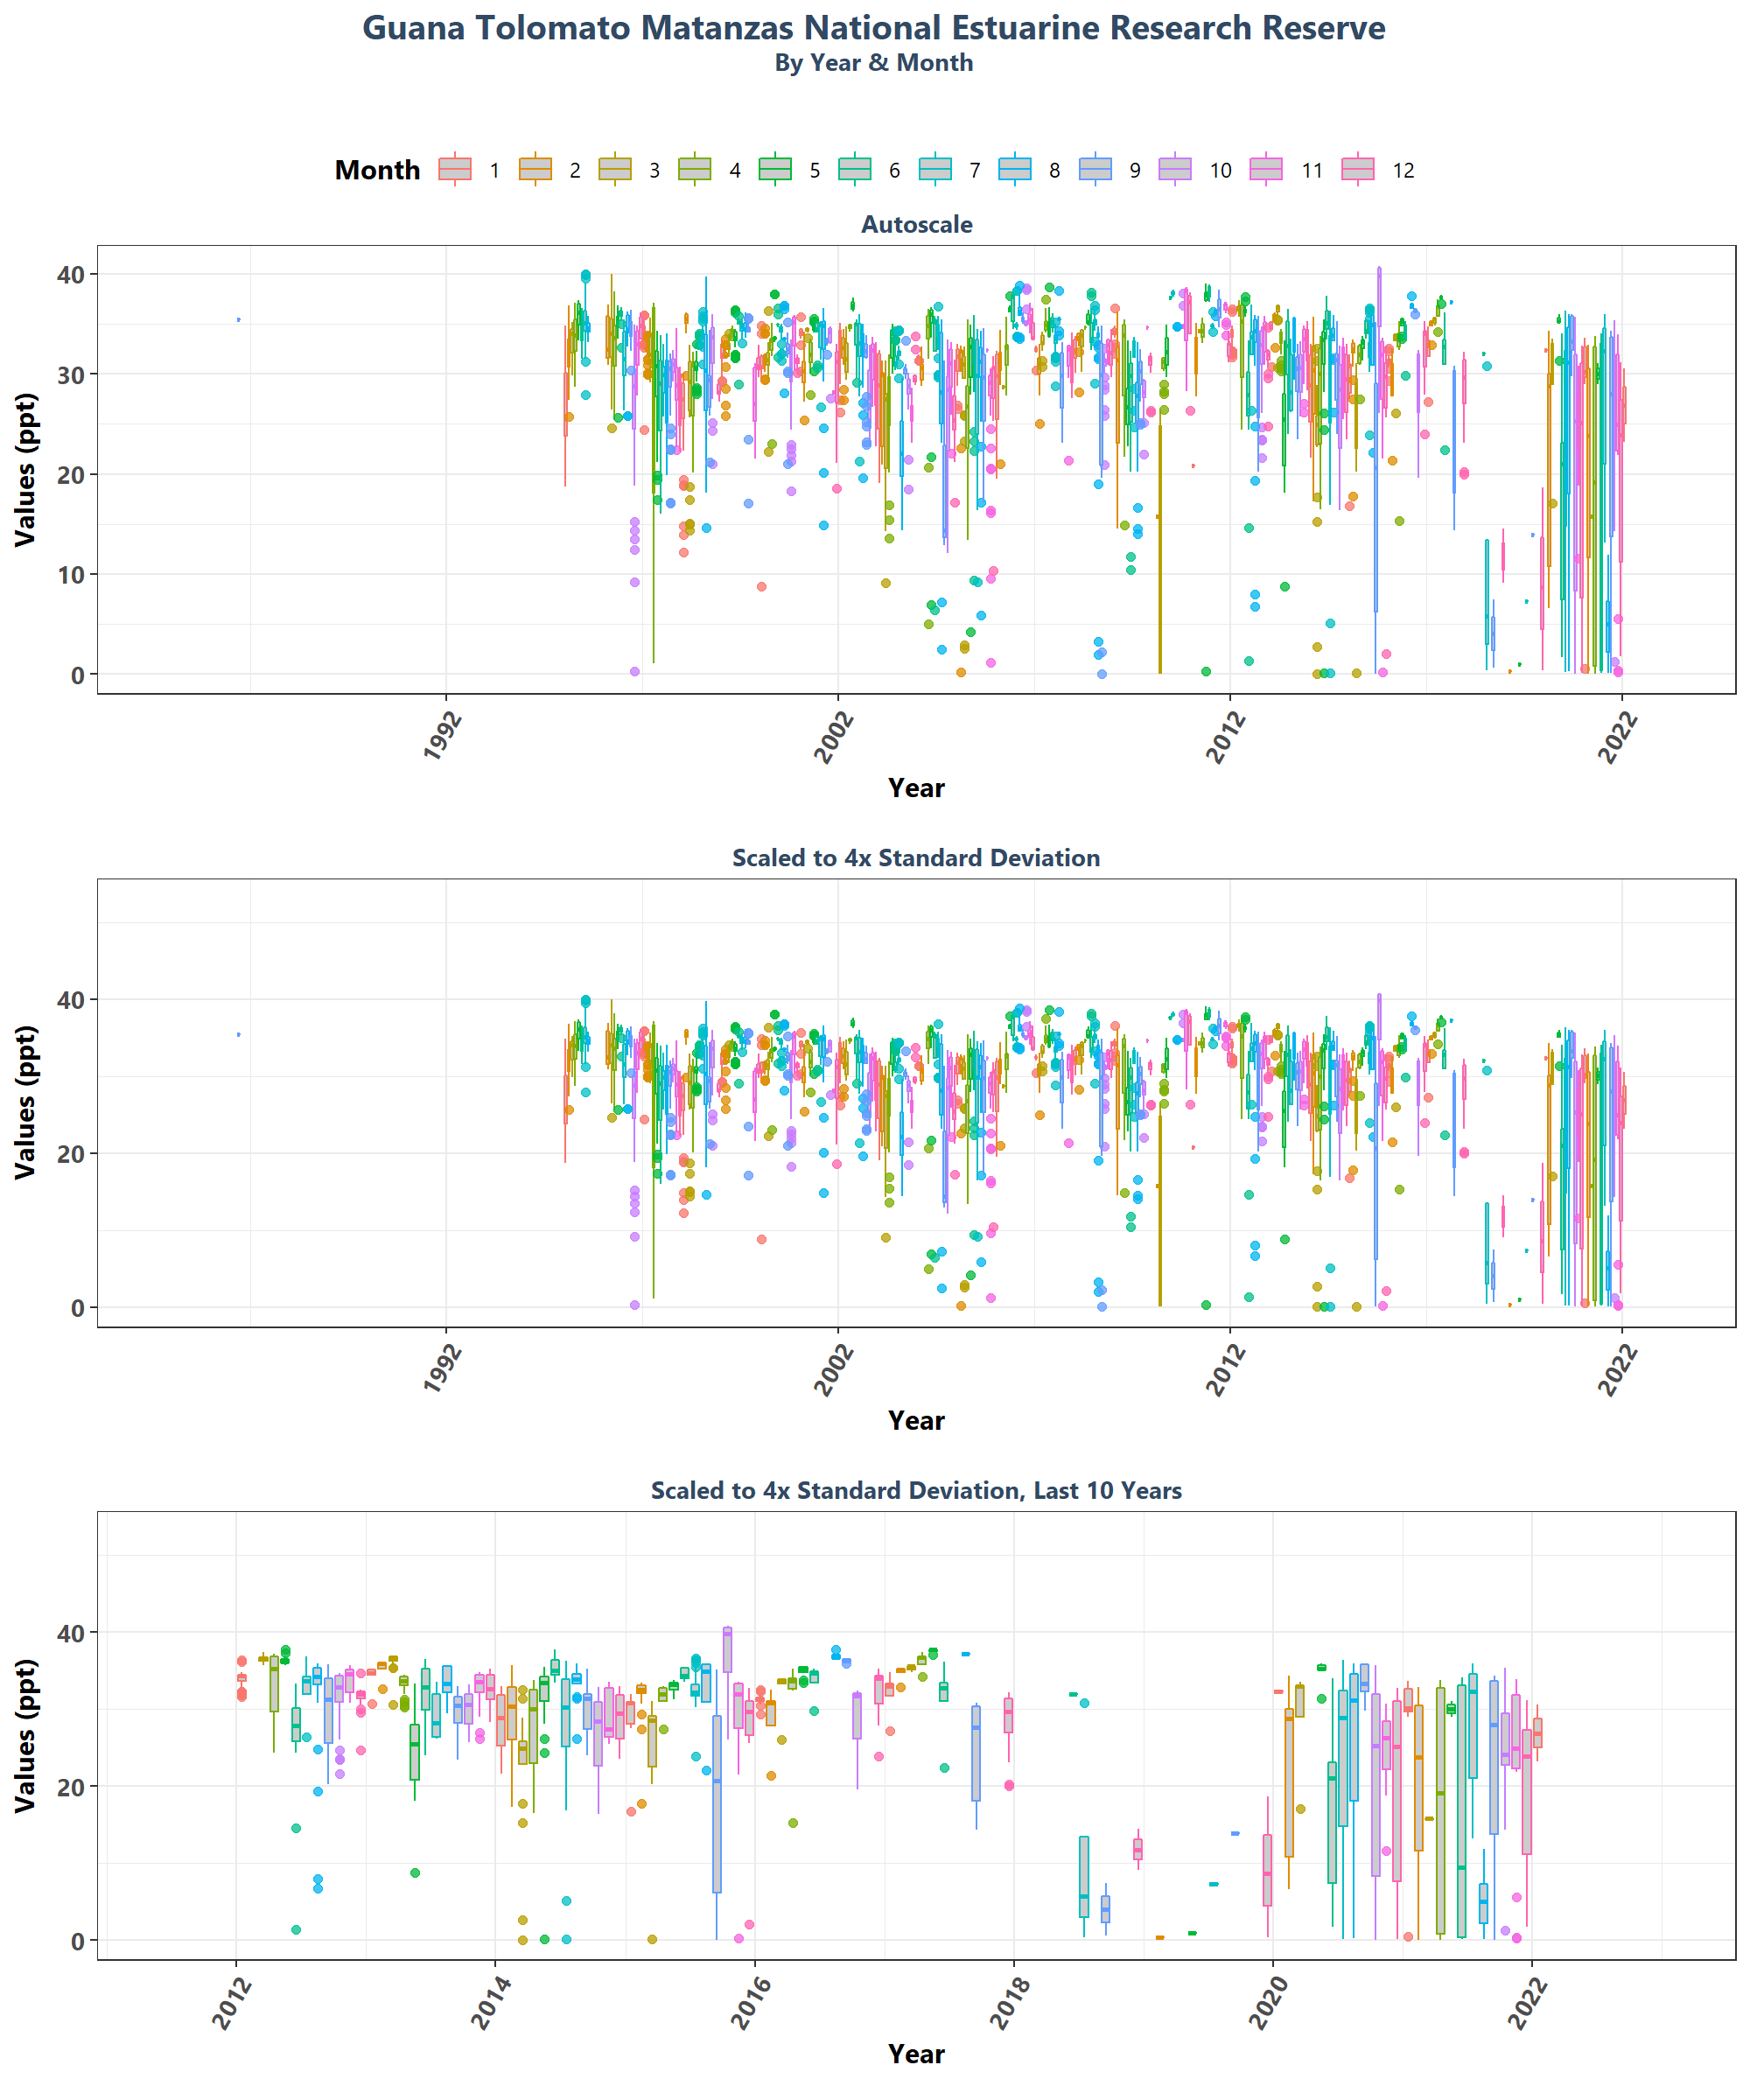 Guana Tolomato Matanzas National Estuarine Research Reserve
By Year & Month
Month 1 2 3 4 5 6 7 8 9 10 11 12
Autoscale
Values (ppt)
40
30
20
10
0
1992 2002 2012 2022
Year
Scaled to 4x Standard Deviation
Values (ppt)
40
20
0
1992 2002 2012 2022
Year
Scaled to 4x Standard Deviation, Last 10 Years
Values (ppt)
40
20
0
2012 2014 2016 2018 2020 2022
Year